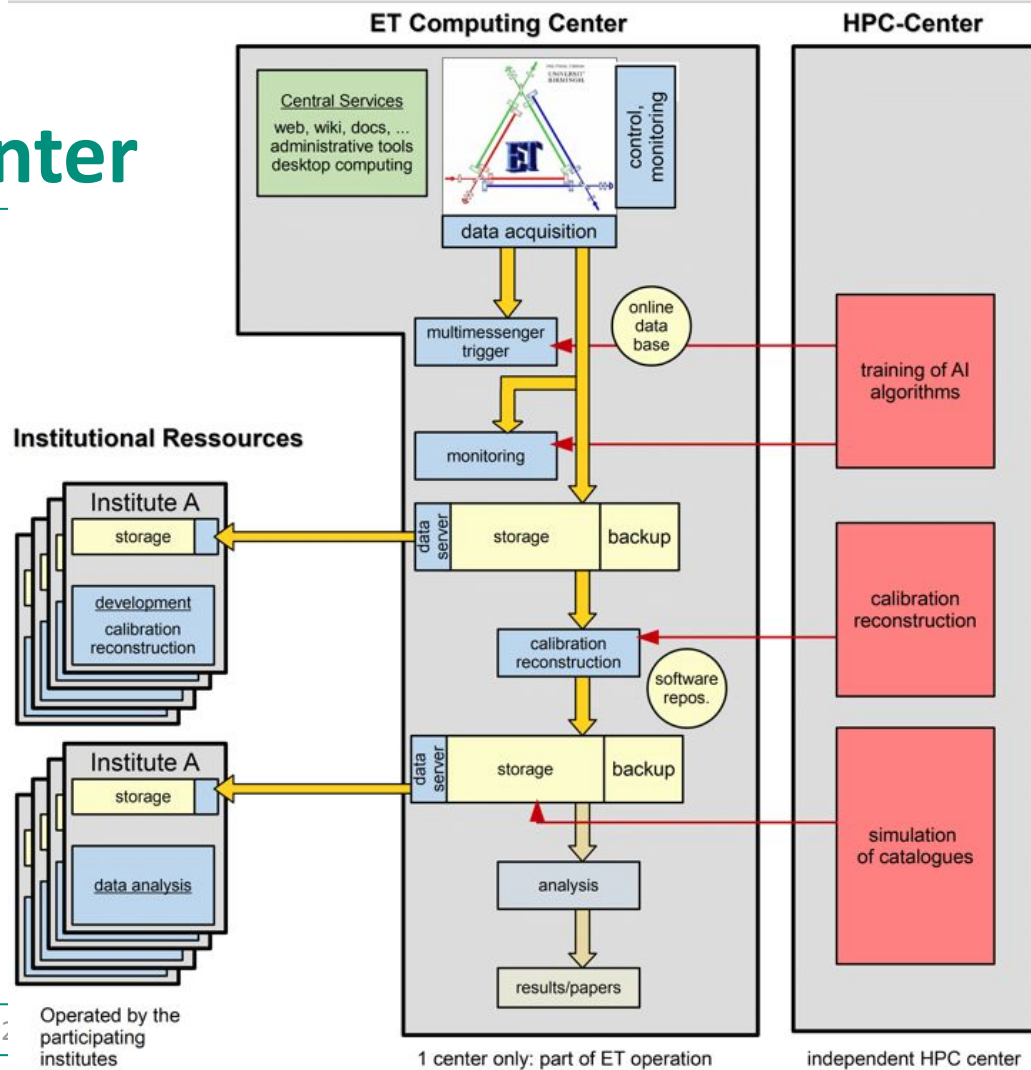 ET Computing Center
HPC-Center
nter
Central Services
web, wiki, docs, ...
administrative tools
desktop computing
ET
control,
monitoring
data acquisition
multimessenger
trigger
online
data
base
training of AI
algorithms
monitoring
Institutional Ressources
Institute A
storage
development
calibration
reconstruction
data
server
storage
backup
calibration
reconstruction
calibration
reconstruction
software
repos.
Institute A
storage
data analysis
data
server
storage
backup
simulation
of catalogues
analysis
results/papers
Operated by the
participating
institutes
1 center only: part of ET operation
independent HPC center